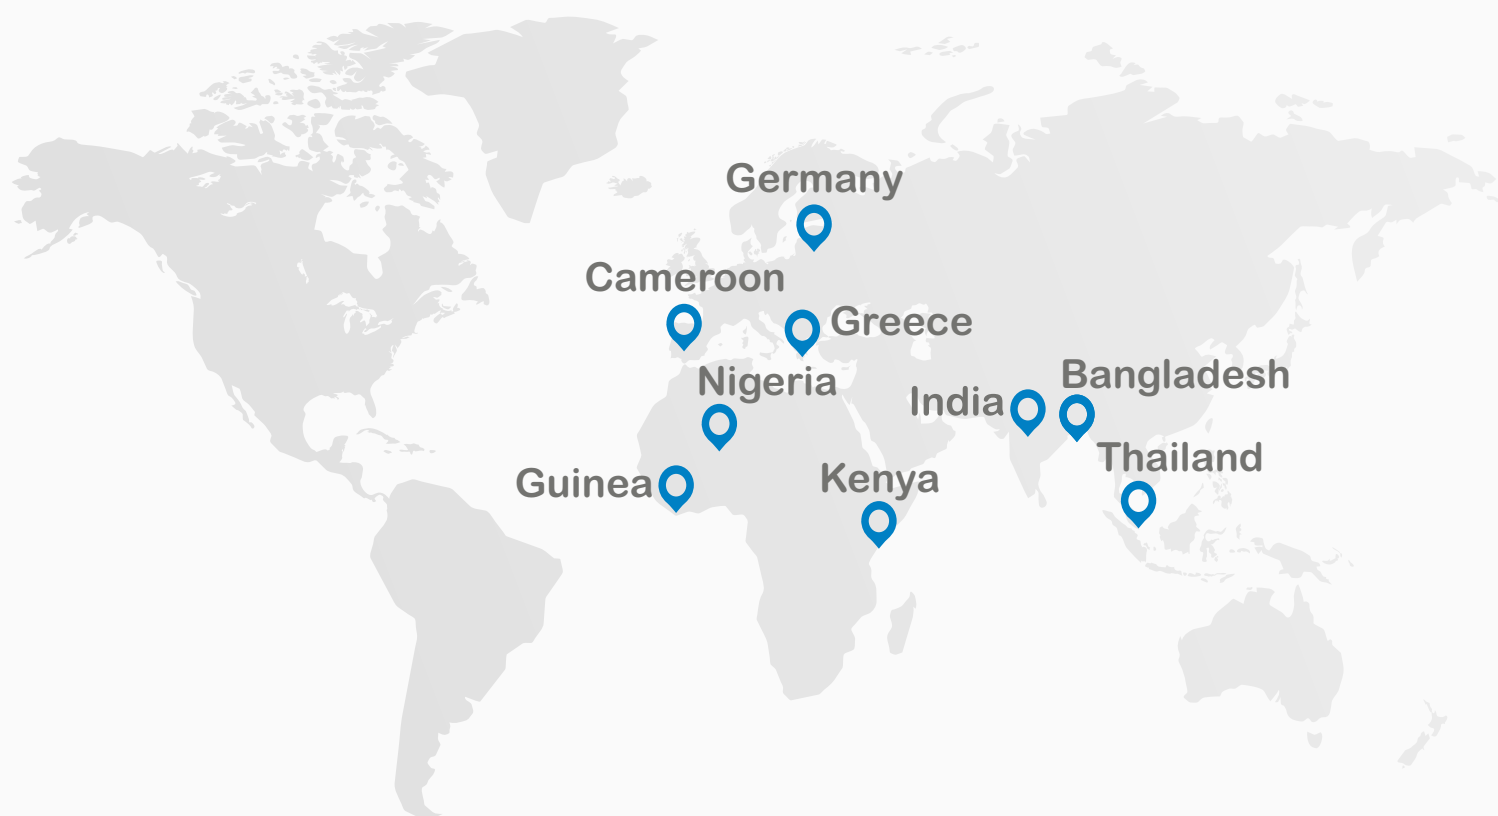 Germany
Cameroon
Greece
Nigeria
Bangladesh
India
Thailand
Guinea
Kenya